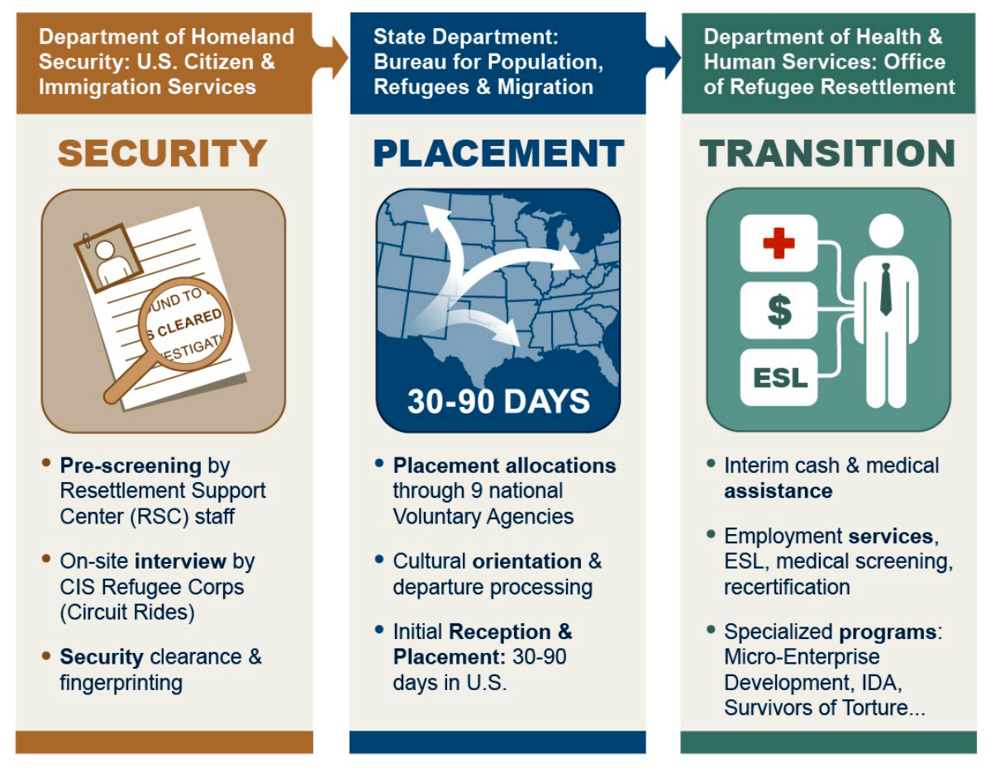 Department of Homeland
Security: U.S. Citizen &
Immigration Services
SECURITY
UND TO
S CLEARED
ESTIGATI
• Pre-screening by
Resettlement Support
Center (RSC) staff
• On-site interview by
CIS Refugee Corps
(Circuit Rides)
• Security clearance &
fingerprinting
State Department:
Bureau for Population,
Refugees & Migration
PLACEMENT
30-90 DAYS
• Placement allocations
through 9 national
Voluntary Agencies
• Cultural orientation &
departure processing
• Initial Reception &
Placement: 30-90
days in U.S.
Department of Health &
Human Services: Office
of Refugee Resettlement
TRANSITION
$
ESL
• Interim cash & medical
assistance
• Employment services,
ESL, medical screening,
recertification
• Specialized programs:
Micro-Enterprise
Development, IDA,
Survivors of Torture...